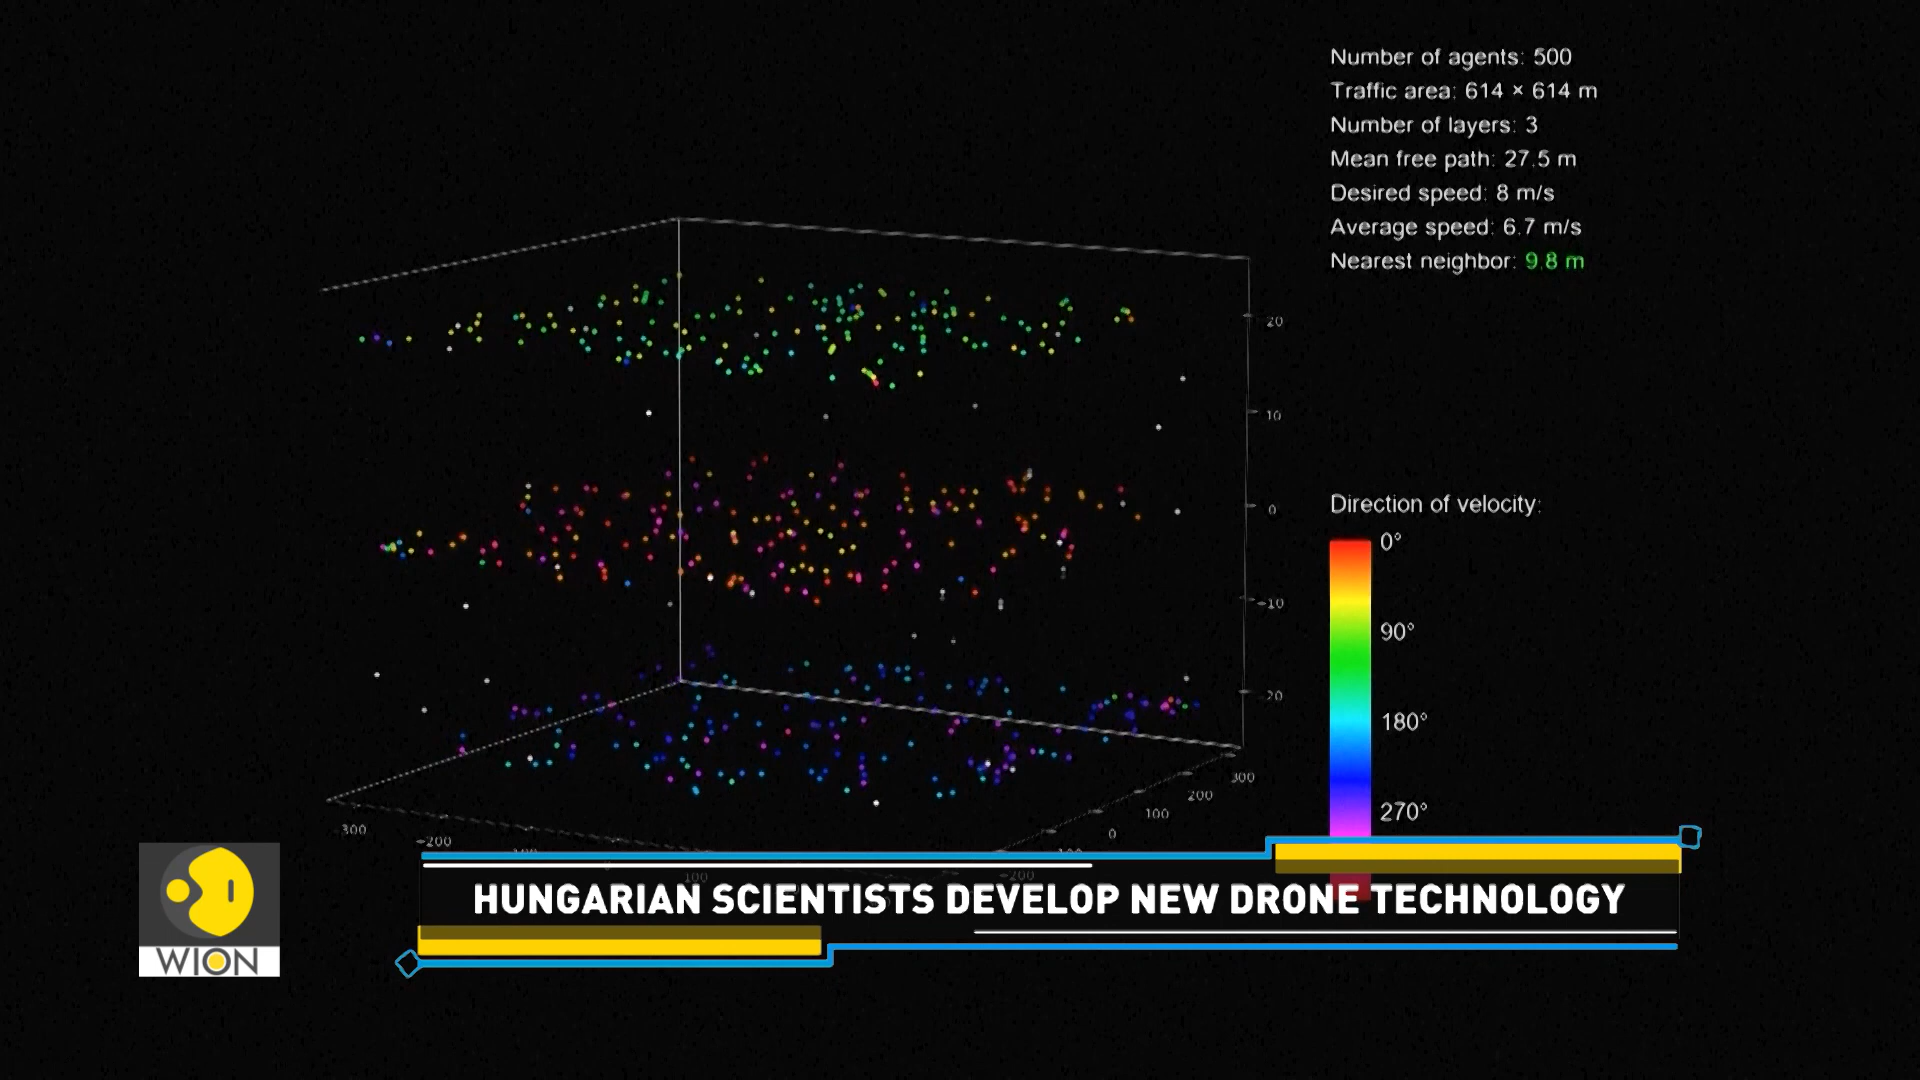 Number of agents: 500
Traffic area: 614 × 614 m
Number of layers: 3
Mean free path: 27.5 m
Desired speed: 8 m/s
Average speed: 6.7 m/s
Nearest neighbor: 9.8 m
20
10
0
-10
-20
Direction of velocity:
0°
90°
180°
270°
300
200
100
0
-200
-300
-200
100
HUNGARIAN SCIENTISTS DEVELOP NEW DRONE TECHNOLOGY
WION